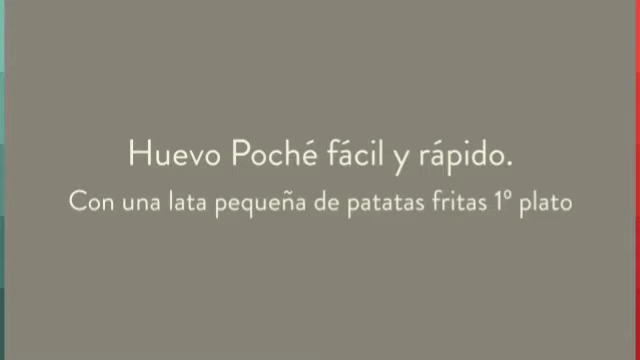 Huevo Poché fácil y rápido.
Con una lata pequeña de patatas fritas 1º plato